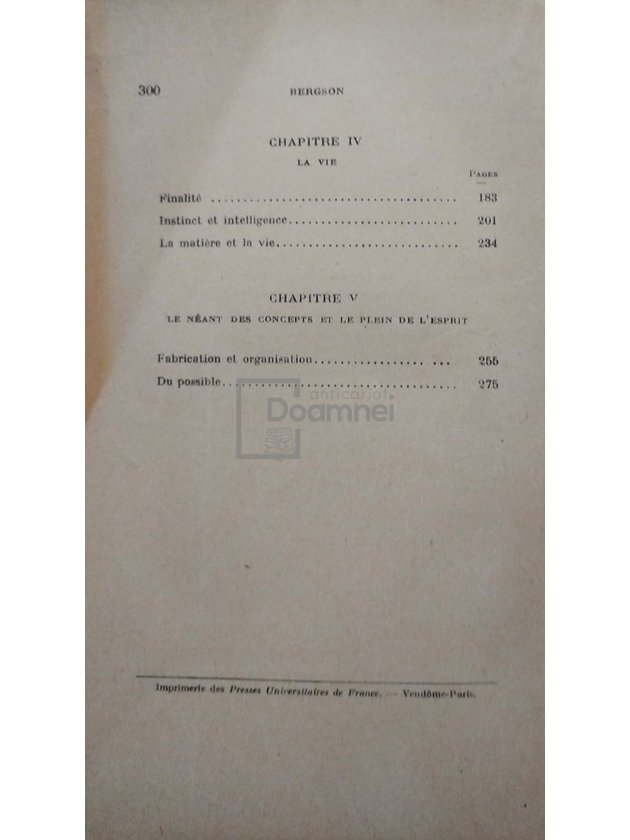 300 BERGSON
CHAPITRE IV
LA VIE
PAGES
Finalité ...................................... 183
Instinct et intelligence.......................... 201
La matière et la vie............................ 234
CHAPITRE V
LE NÉANT DES CONCEPTS ET LE PLEIN DE L'ESPRIT
Fabrication et organisation................. ... 255
Du possible..................................... 275
anticariat
Doamnei
Imprimerie des Presses Universitaires de France. — Vendôme-Paris.